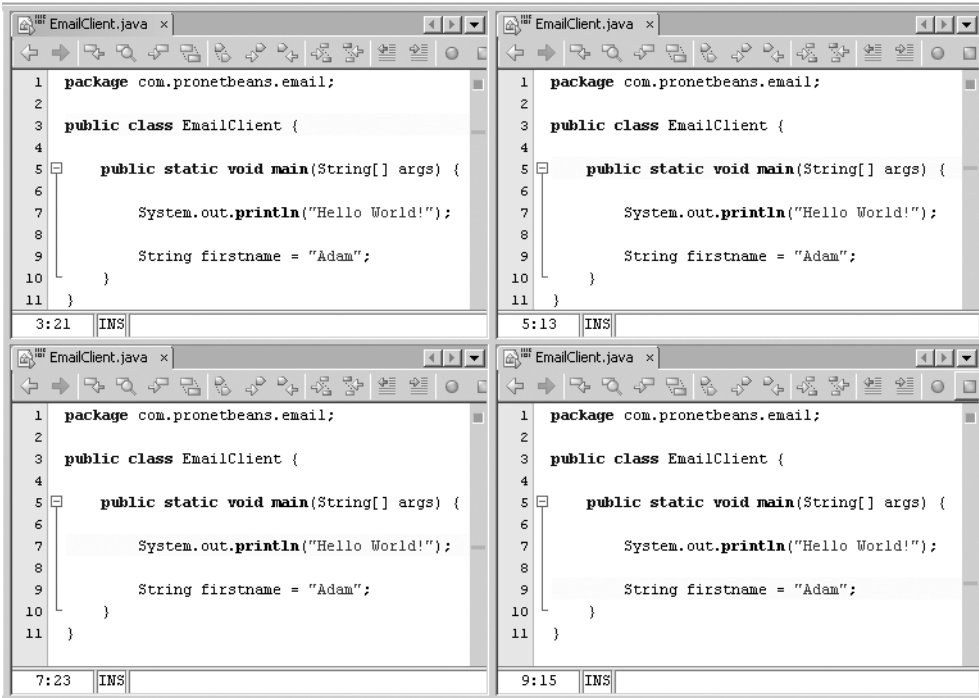 EmailClient.java ×
1 package com.pronetbeans.email;
2
3 public class EmailClient {
4
5 public static void main(String[] args) {
6
7 System.out.println("Hello World!");
8
9 String firstname = "Adam";
10 }
11 }
3:21 INS
EmailClient.java ×
1 package com.pronetbeans.email;
2
3 public class EmailClient {
4
5 public static void main(String[] args) {
6
7 System.out.println("Hello World!");
8
9 String firstname = "Adam";
10 }
11 }
5:13 INS
EmailClient.java ×
1 package com.pronetbeans.email;
2
3 public class EmailClient {
4
5 public static void main(String[] args) {
6
7 System.out.println("Hello World!");
8
9 String firstname = "Adam";
10 }
11 }
7:23 INS
EmailClient.java ×
1 package com.pronetbeans.email;
2
3 public class EmailClient {
4
5 public static void main(String[] args) {
6
7 System.out.println("Hello World!");
8
9 String firstname = "Adam";
10 }
11 }
9:15 INS